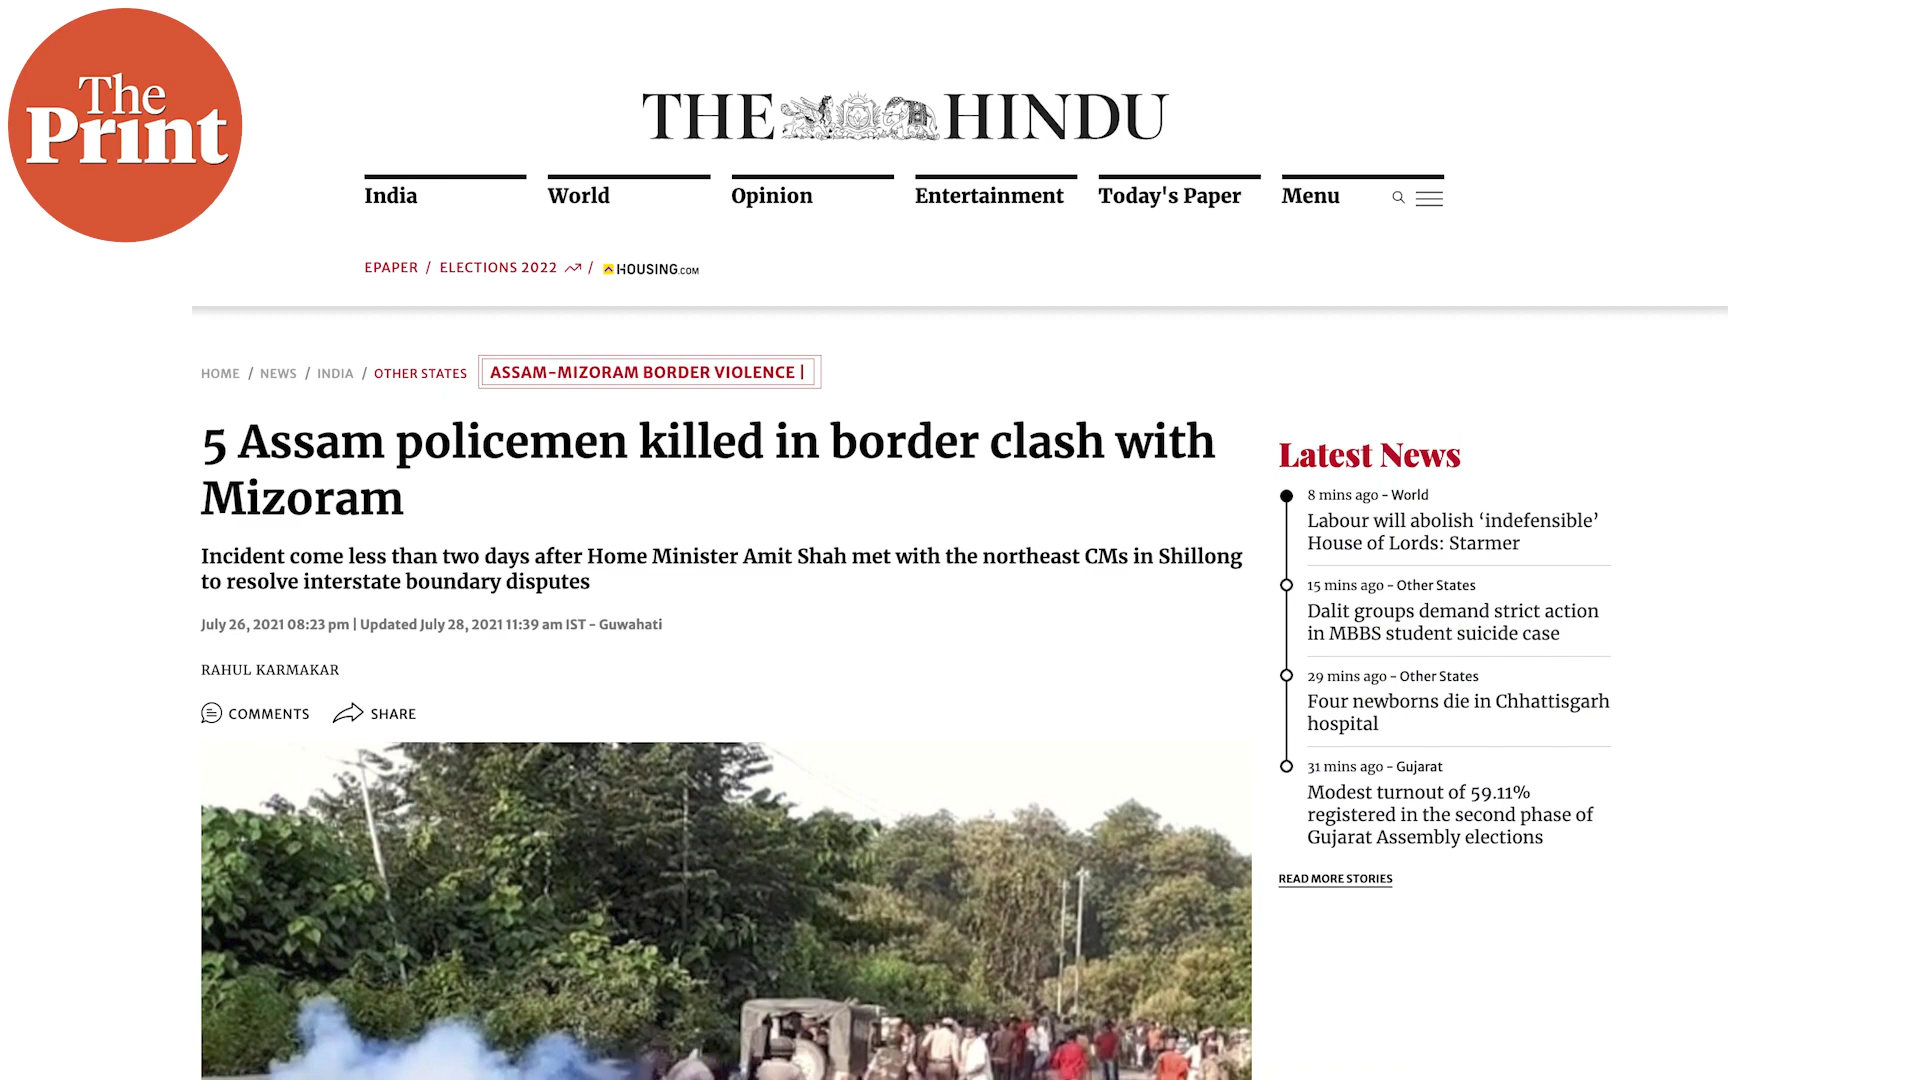 The
Print
THE HINDU
India
World
Opinion
Entertainment
Today's Paper
Menu
EPAPER / ELECTIONS 2022 / HOUSING.COM
HOME / NEWS / INDIA / OTHER STATES ASSAM-MIZORAM BORDER VIOLENCE |
5 Assam policemen killed in border clash with
Mizoram
Incident come less than two days after Home Minister Amit Shah met with the northeast CMs in Shillong
to resolve interstate boundary disputes
July 26, 2021 08:23 pm | Updated July 28, 2021 11:39 am IST - Guwahati
RAHUL KARMAKAR
COMMENTS SHARE
Latest News
8 mins ago - World
Labour will abolish ‘indefensible’
House of Lords: Starmer
15 mins ago - Other States
Dalit groups demand strict action
in MBBS student suicide case
29 mins ago - Other States
Four newborns die in Chhattisgarh
hospital
31 mins ago - Gujarat
Modest turnout of 59.11%
registered in the second phase of
Gujarat Assembly elections
READ MORE STORIES